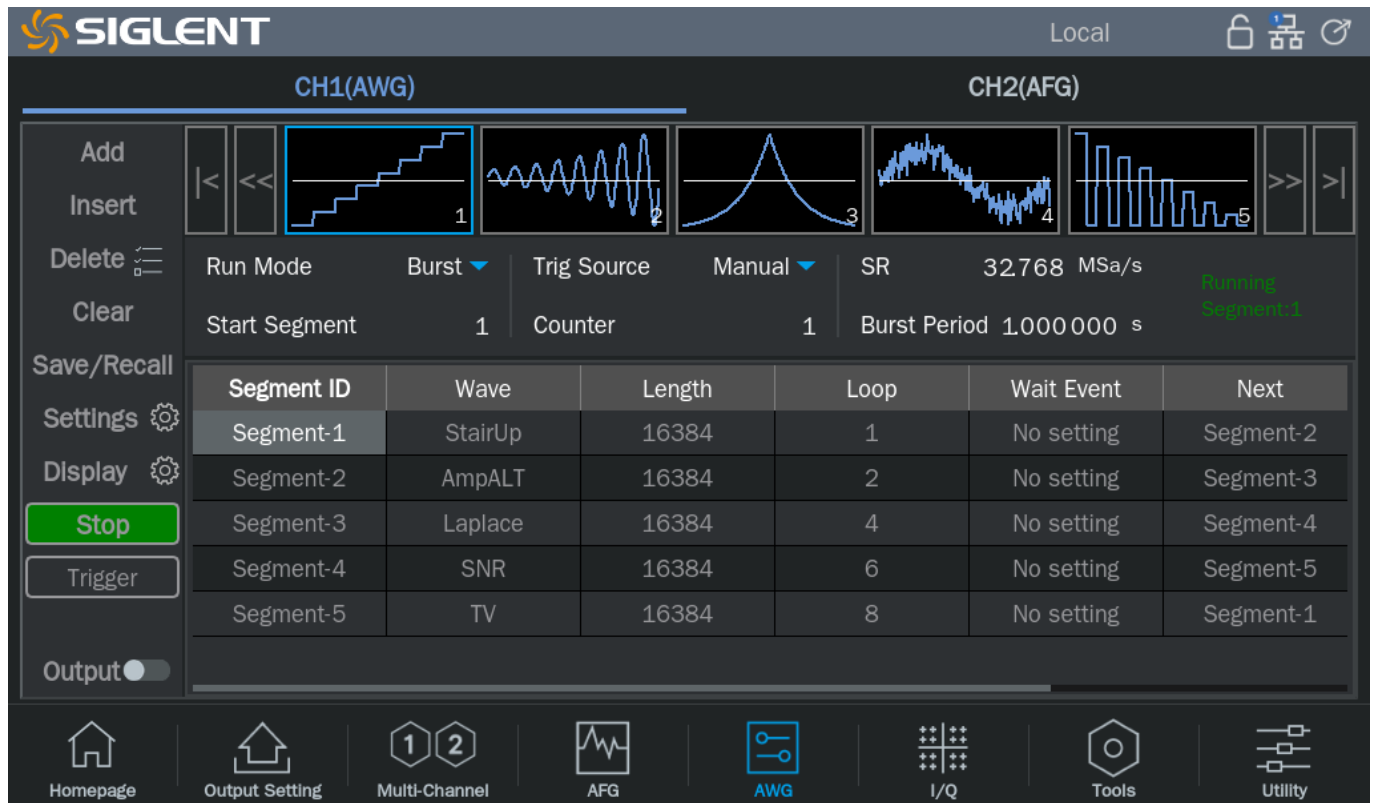 SIGLENT Local 1
CH1(AWG) CH2(AFG)
Add
Insert
Delete
Clear
Save/Recall
Settings
Display
Stop
Trigger
Output
|< << 1 2 3 4 5 >> >|
Run Mode Burst Trig Source Manual SR 32.768 MSa/s
Running
Segment:1
Start Segment 1 Counter 1 Burst Period 1.000 000 s
Segment ID Wave Length Loop Wait Event Next
Segment-1 StairUp 16384 1 No setting Segment-2
Segment-2 AmpALT 16384 2 No setting Segment-3
Segment-3 Laplace 16384 4 No setting Segment-4
Segment-4 SNR 16384 6 No setting Segment-5
Segment-5 TV 16384 8 No setting Segment-1
1 2
Homepage Output Setting Multi-Channel AFG AWG I/Q Tools Utility